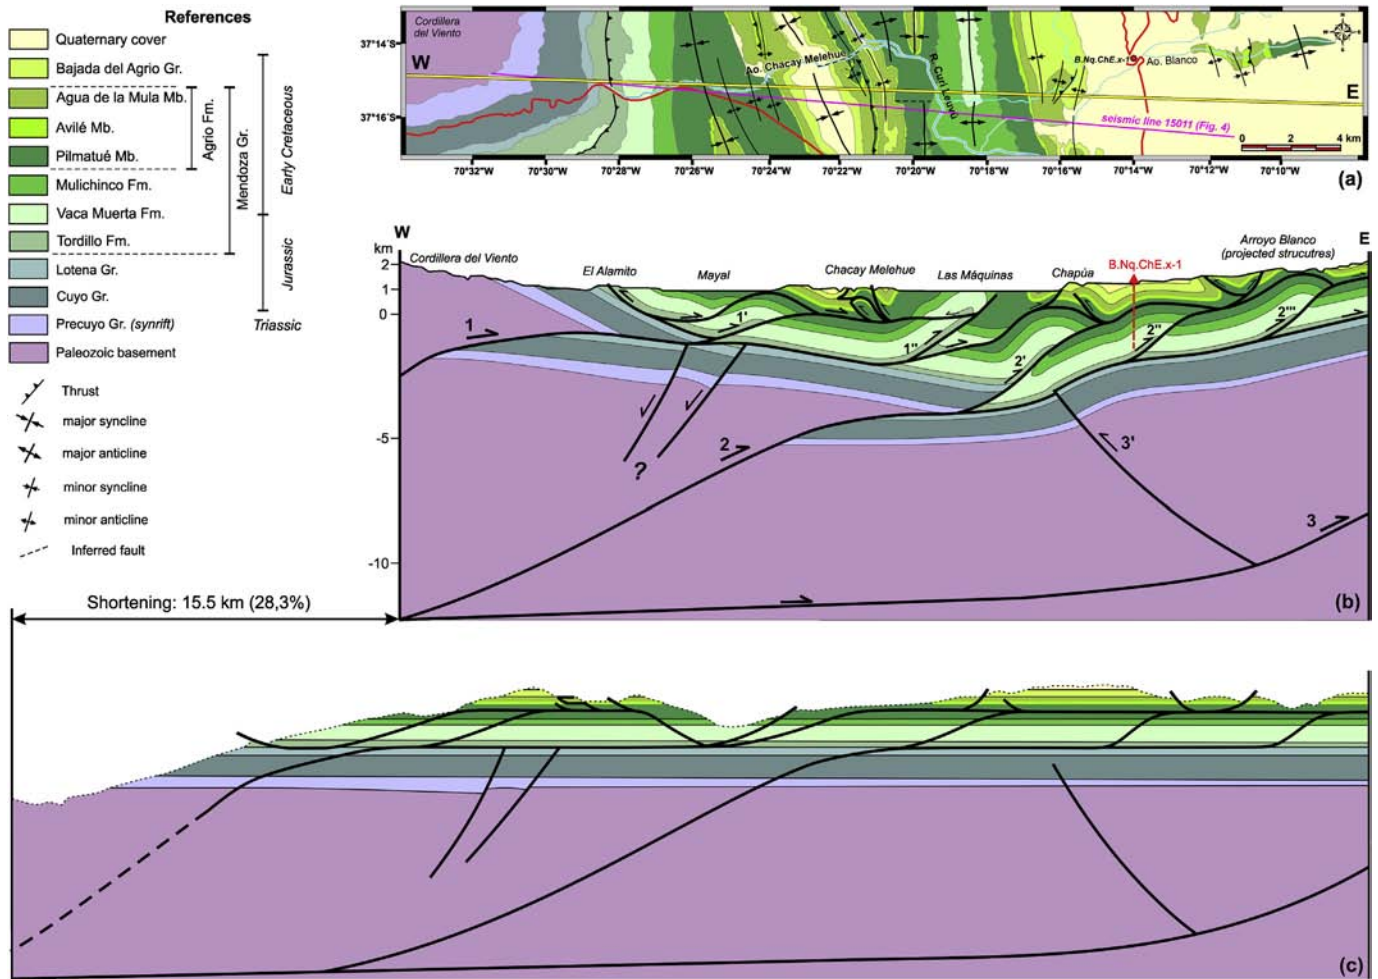 References
Quaternary cover
Bajada del Agrio Gr.
Agua de la Mula Mb.
Avilé Mb.
Pilmatué Mb.
Mulichinco Fm.
Vaca Muerta Fm.
Tordillo Fm.
Lotena Gr.
Cuyo Gr.
Precuyo Gr. (synrift)
Paleozoic basement
Agrio Fm.
Mendoza Gr.
Early Cretaceous
Jurassic
Triassic
Thrust
major syncline
major anticline
minor syncline
minor anticline
Inferred fault
Cordillera
del Viento
37°14´S
37°16´S
W
E
Ao. Chacay Melehue
R. Curi Leuvú
B.Nq.ChE.x-1
Ao. Blanco
seismic line 15011 (Fig. 4)
0 2 4 km
70°32'W 70°30'W 70°28'W 70°26'W 70°24'W 70°22'W 70°20'W 70°18'W 70°16'W 70°14'W 70°12'W 70°10'W
(a)
W
E
km
2
1
0
-5
-10
Cordillera del Viento
El Alamito
Mayal
Chacay Melehue
Las Máquinas
Chapúa
B.Nq.ChE.x-1
Arroyo Blanco
(projected strucutres)
1
1'
1''
2'
2''
2'''
?
2
3'
3
(b)
Shortening: 15.5 km (28,3%)
(c)